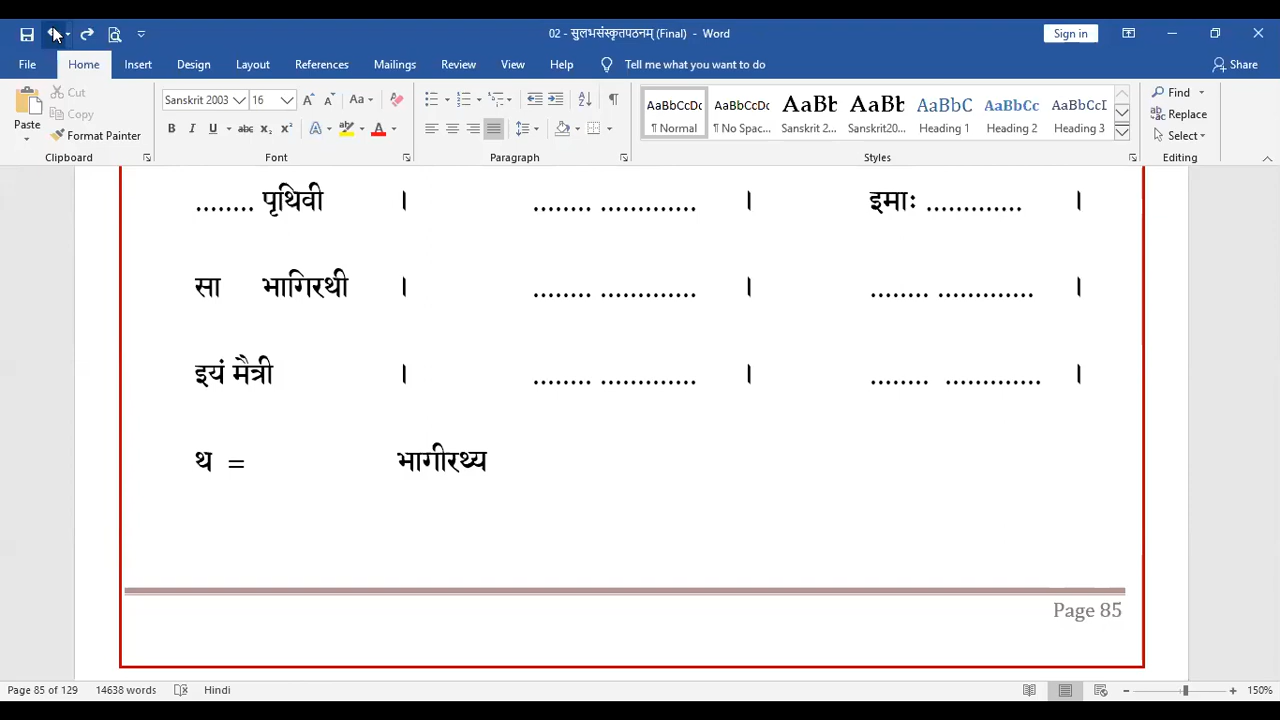 02 - सुलभसंस्कृतपठनम् (Final) - Word
Sign in
File Home Insert Design Layout References Mailings Review View Help Tell me what you want to do Share
Paste Cut Copy Format Painter
Sanskrit 2003 16
AaBbCcDc AaBbCcDc AaBb AaBb AaBbC AaBbCc AaBbCcD
¶ Normal ¶ No Spac... Sanskrit 2... Sanskrit20... Heading 1 Heading 2 Heading 3
Find Replace Select
Clipboard Font Paragraph Styles Editing
........ पृथिवी । ........ ............. । इमाः ............. ।
सा भागिरथी । ........ ............. । ........ ............. ।
इयं मैत्री । ........ ............. । ........ ............. ।
थ = भागीरथ्य
Page 85
Page 85 of 129 14638 words Hindi 150%